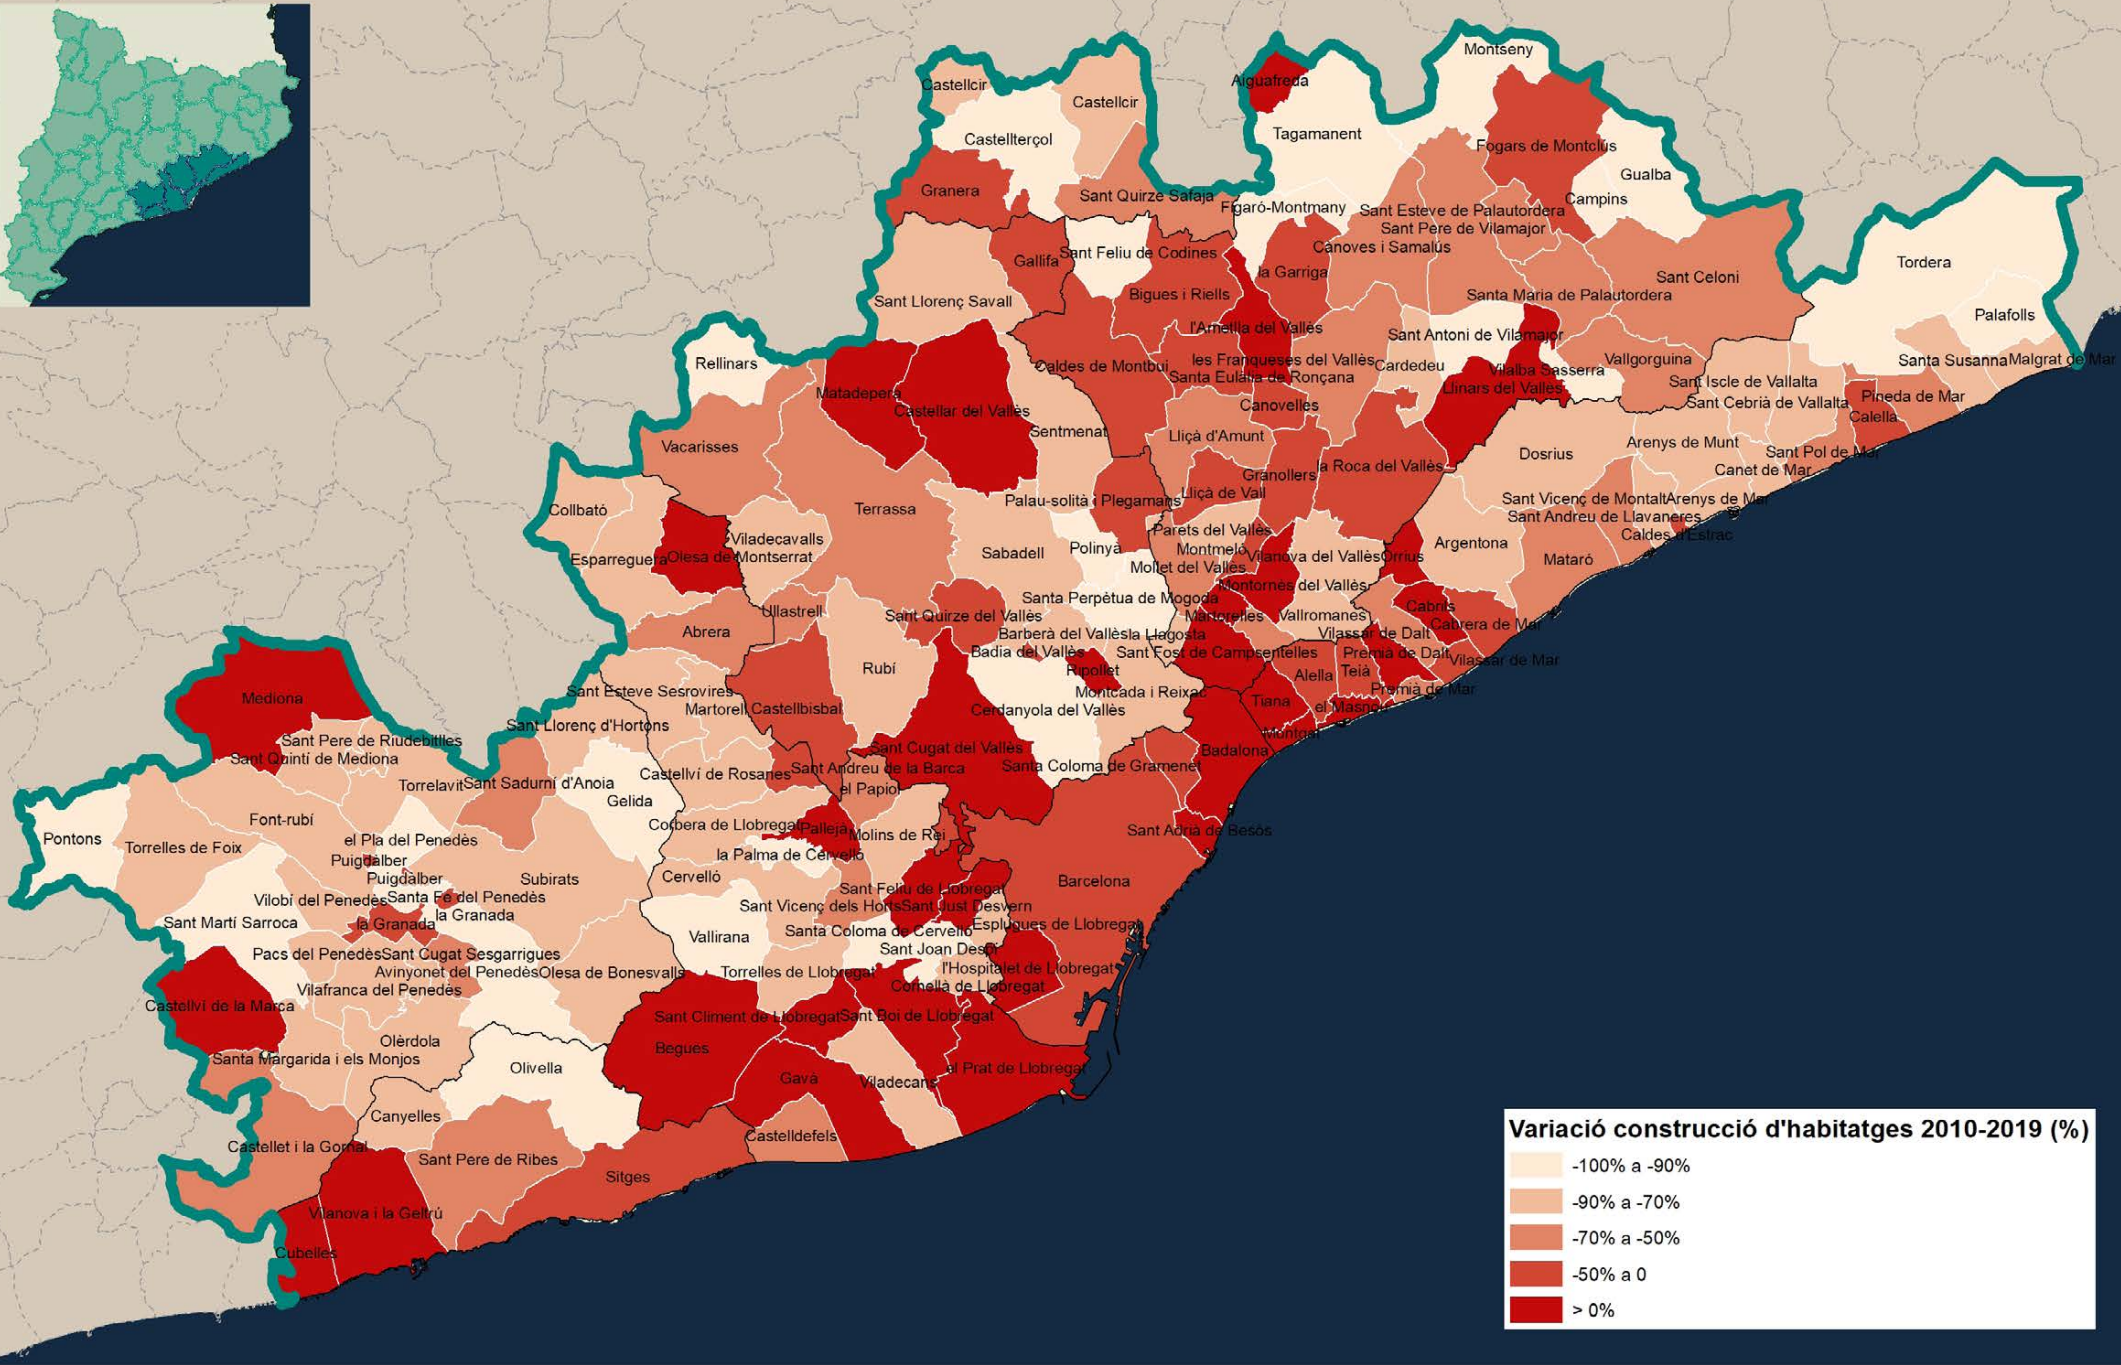 Montseny
Aiguafreda
Castellcir
Castellcir
Tagamanent
Castellterçol
Fogars de Montclús
Gualba
Granera
Sant Quirze Safaja
Campins
Figaró-Montmany
Sant Esteve de Palautordera
Sant Pere de Vilamajor
Cànoves i Samalús
Sant Feliu de Codines
Gallifa
Tordera
la Garriga
Sant Celoni
Bigues i Riells
Santa Maria de Palautordera
Sant Llorenç Savall
Palafolls
l'Ametlla del Vallès
Sant Antoni de Vilamajor
les Franqueses del Vallès
Vallgorguina
Santa Susanna
Malgrat de Mar
Rellinars
Caldes de Montbui
Cardedeu
Vilalba Sasserra
Santa Eulàlia de Ronçana
Sant Iscle de Vallalta
Llinars del Vallès
Matadepera
Pineda de Mar
Canovelles
Sant Cebrià de Vallalta
Castellar del Vallès
Calella
Sentmenat
Lliçà d'Amunt
Arenys de Munt
Vacarisses
Dosrius
Sant Pol de Mar
la Roca del Vallès
Canet de Mar
Granollers
Lliçà de Vall
Palau-solità i Plegamans
Sant Vicenç de Montalt
Arenys de Mar
Collbató
Terrassa
Sant Andreu de Llavaneres
Parets del Vallès
Caldes d'Estrac
Viladecavalls
Argentona
Polinyà
Montmeló
Sabadell
Esparreguera
Olesa de Montserrat
Vilanova del Vallès
Òrrius
Mataró
Mollet del Vallès
Montornès del Vallès
Santa Perpètua de Mogoda
Cabrils
Ullastrell
Sant Quirze del Vallès
Martorelles
Vallromanes
Cabrera de Mar
Abrera
Barberà del Vallès
la Llagosta
Vilassar de Dalt
Badia del Vallès
Sant Fost de Campsentelles
Premià de Dalt
Vilassar de Mar
Rubí
Ripollet
Alella
Teià
Sant Esteve Sesrovires
Montcada i Reixac
Premià de Mar
Mediona
Martorell
Castellbisbal
Cerdanyola del Vallès
Tiana
el Masnou
Sant Llorenç d'Hortons
Montgat
Sant Pere de Riudebitlles
Sant Cugat del Vallès
Badalona
Sant Quintí de Mediona
Santa Coloma de Gramenet
Castellví de Rosanes
Sant Andreu de la Barca
Torrelavit
Sant Sadurní d'Anoia
el Papiol
Gelida
Font-rubí
Corbera de Llobregat
Pallejà
Molins de Rei
Sant Adrià de Besòs
Pontons
el Pla del Penedès
Torrelles de Foix
la Palma de Cervelló
Puigdàlber
Puigdàlber
Cervelló
Subirats
Barcelona
Sant Feliu de Llobregat
Vilobí del Penedès
Santa Fe del Penedès
Sant Vicenç dels Horts
Sant Just Desvern
la Granada
Sant Martí Sarroca
la Granada
Esplugues de Llobregat
Santa Coloma de Cervelló
Vallirana
Sant Joan Despí
Pacs del Penedès
Sant Cugat Sesgarrigues
l'Hospitalet de Llobregat
Avinyonet del Penedès
Olesa de Bonesvalls
Torrelles de Llobregat
Vilafranca del Penedès
Cornellà de Llobregat
Castellví de la Marca
Sant Climent de Llobregat
Sant Boi de Llobregat
Olèrdola
Begues
Santa Margarida i els Monjos
Olivella
el Prat de Llobregat
Gavà
Viladecans
Canyelles
Castelldefels
Castellet i la Gornal
Sant Pere de Ribes
Sitges
Vilanova i la Geltrú
Cubelles
Variació construcció d'habitatges 2010-2019 (%)
-100% a -90%
-90% a -70%
-70% a -50%
-50% a 0
> 0%